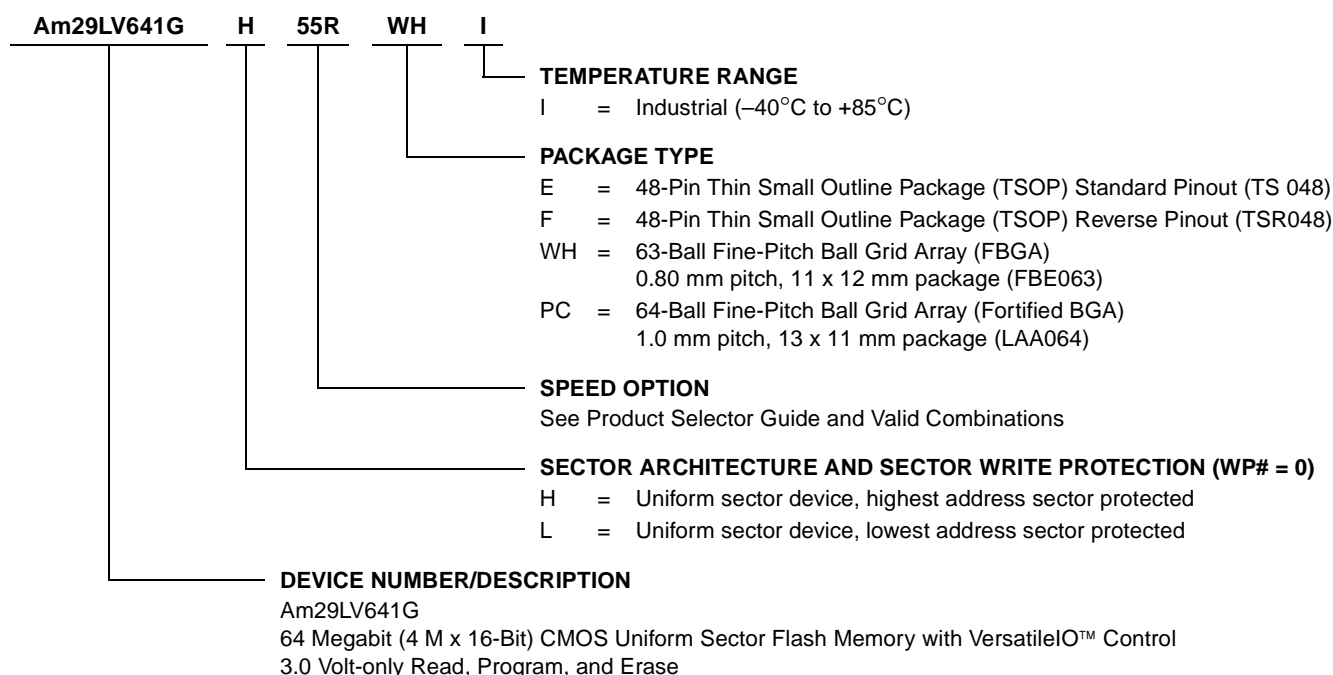 Am29LV641G H 55R WH I
TEMPERATURE RANGE
I = Industrial (–40°C to +85°C)
PACKAGE TYPE
E = 48-Pin Thin Small Outline Package (TSOP) Standard Pinout (TS 048)
F = 48-Pin Thin Small Outline Package (TSOP) Reverse Pinout (TSR048)
WH = 63-Ball Fine-Pitch Ball Grid Array (FBGA)
0.80 mm pitch, 11 x 12 mm package (FBE063)
PC = 64-Ball Fine-Pitch Ball Grid Array (Fortified BGA)
1.0 mm pitch, 13 x 11 mm package (LAA064)
SPEED OPTION
See Product Selector Guide and Valid Combinations
SECTOR ARCHITECTURE AND SECTOR WRITE PROTECTION (WP# = 0)
H = Uniform sector device, highest address sector protected
L = Uniform sector device, lowest address sector protected
DEVICE NUMBER/DESCRIPTION
Am29LV641G
64 Megabit (4 M x 16-Bit) CMOS Uniform Sector Flash Memory with VersatileIO™ Control
3.0 Volt-only Read, Program, and Erase